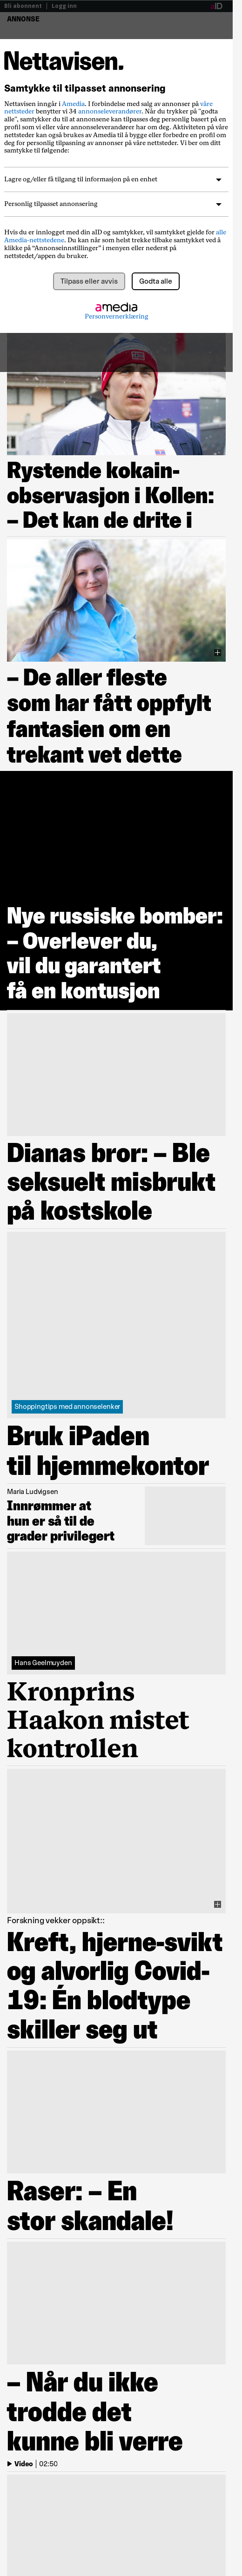 Bli abonnent | Logg inn
aID
ANNONSE
Nettavisen.
Samtykke til tilpasset annonsering
Nettavisen inngår i Amedia. I forbindelse med salg av annonser på våre
nettsteder benytter vi 34 annonseleverandører. Når du trykker på "godta
alle", samtykker du til at annonsene kan tilpasses deg personlig basert på en
profil som vi eller våre annonseleverandører har om deg. Aktiviteten på våre
nettsteder kan også brukes av Amedia til å bygge eller forbedre en profil om
deg for personlig tilpasning av annonser på våre nettsteder. Vi ber om ditt
samtykke til følgende:
Lagre og/eller få tilgang til informasjon på en enhet
Personlig tilpasset annonsering
Hvis du er innlogget med din aID og samtykker, vil samtykket gjelde for alle
Amedia-nettstedene. Du kan når som helst trekke tilbake samtykket ved å
klikke på "Annonseinnstillinger" i menyen eller nederst på
nettstedet/appen du bruker.
Tilpass eller avvis
Godta alle
amedia
Personvernerklæring
Rystende kokain-
observasjon i Kollen:
– Det kan de drite i
– De aller fleste
som har fått oppfylt
fantasien om en
trekant vet dette
Nye russiske bomber:
– Overlever du,
vil du garantert
få en kontusjon
Dianas bror: – Ble
seksuelt misbrukt
på kostskole
Shoppingtips med annonselenker
Bruk iPaden
til hjemmekontor
Maria Ludvigsen
Innrømmer at
hun er så til de
grader privilegert
Hans Geelmuyden
Kronprins
Haakon mistet
kontrollen
Forskning vekker oppsikt::
Kreft, hjerne-svikt
og alvorlig Covid-
19: Én blodtype
skiller seg ut
Raser: – En
stor skandale!
– Når du ikke
trodde det
kunne bli verre
Video | 02:50